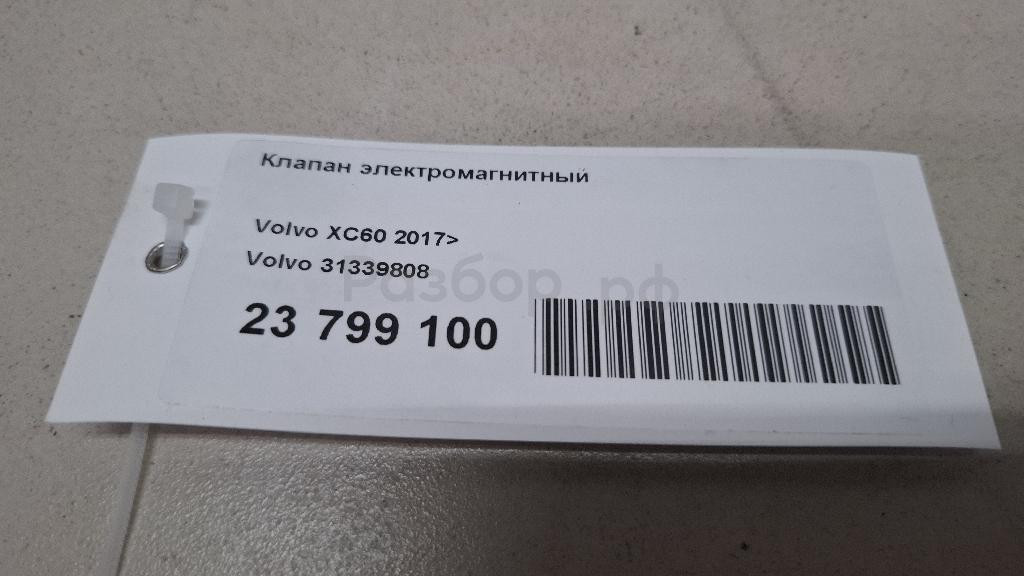 Клапан электромагнитный
Volvo XC60 2017>
Volvo 31339808
Разбор.рф
23 799 100